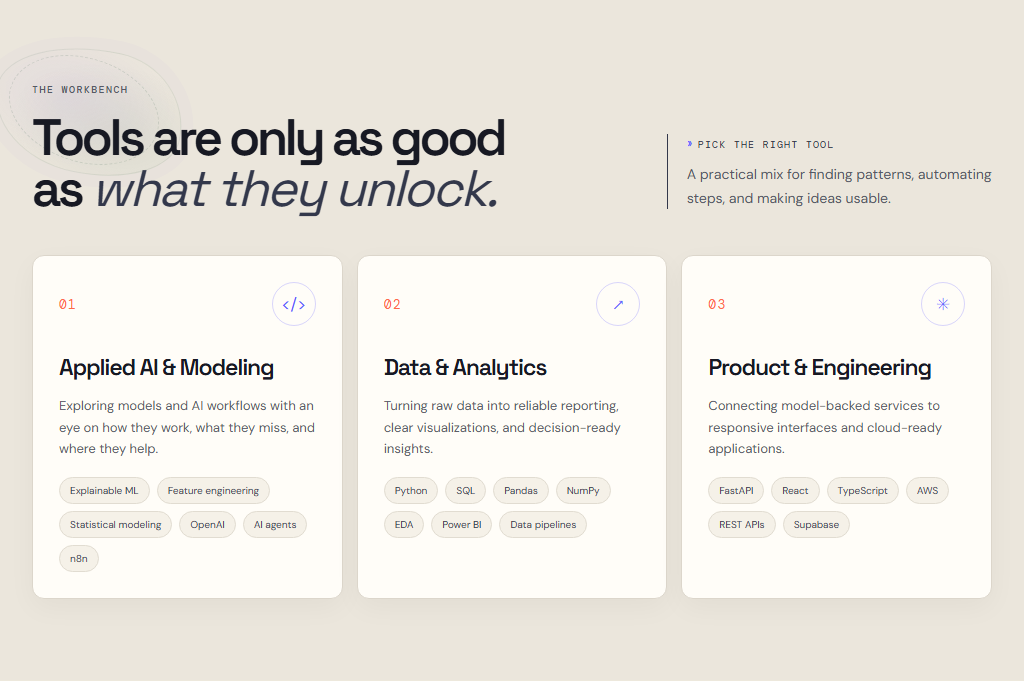 THE WORKBENCH
Tools are only as good
as what they unlock.
» PICK THE RIGHT TOOL
A practical mix for finding patterns, automating
steps, and making ideas usable.
01
</>
Applied AI & Modeling
Exploring models and AI workflows with an
eye on how they work, what they miss, and
where they help.
Explainable ML Feature engineering
Statistical modeling OpenAI AI agents
n8n
02
↗
Data & Analytics
Turning raw data into reliable reporting,
clear visualizations, and decision-ready
insights.
Python SQL Pandas NumPy
EDA Power BI Data pipelines
03
✳
Product & Engineering
Connecting model-backed services to
responsive interfaces and cloud-ready
applications.
FastAPI React TypeScript AWS
REST APIs Supabase